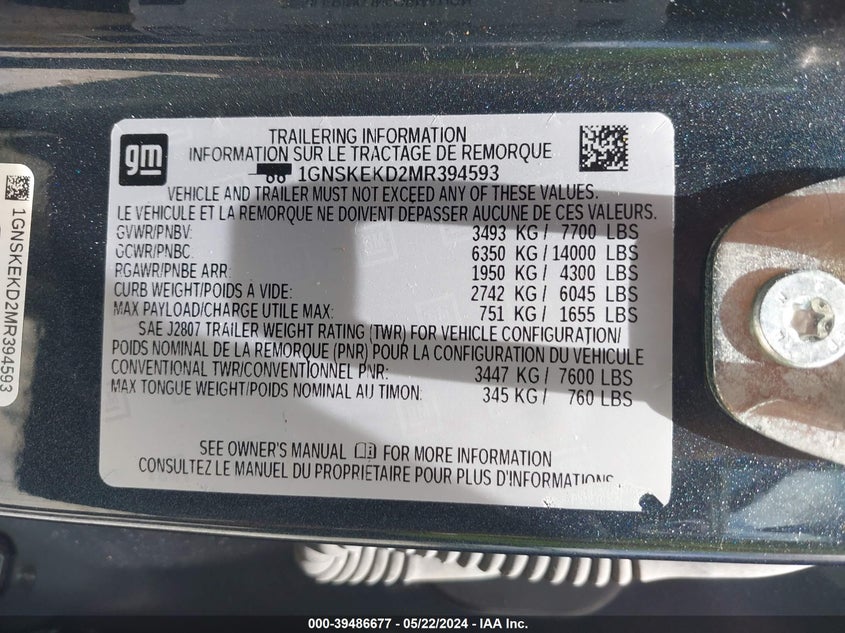 gm
TRAILERING INFORMATION
INFORMATION SUR LE TRACTAGE DE REMORQUE
1GNSKEKD2MR394593
VEHICLE AND TRAILER MUST NOT EXCEED ANY OF THESE VALUES.
LE VÉHICULE ET LA REMORQUE NE DOIVENT DÉPASSER AUCUNE DE CES VALEURS.
GVWR/PNBV: 3493 KG / 7700 LBS
GCWR/PNBC: 6350 KG / 14000 LBS
RGAWR/PNBE ARR: 1950 KG / 4300 LBS
CURB WEIGHT/POIDS À VIDE: 2742 KG / 6045 LBS
MAX PAYLOAD/CHARGE UTILE MAX: 751 KG / 1655 LBS
SAE J2807 TRAILER WEIGHT RATING (TWR) FOR VEHICLE CONFIGURATION/
POIDS NOMINAL DE LA REMORQUE (PNR) POUR LA CONFIGURATION DU VÉHICULE
CONVENTIONAL TWR/CONVENTIONNEL PNR: 3447 KG / 7600 LBS
MAX TONGUE WEIGHT/POIDS NOMINAL AU TIMON: 345 KG / 760 LBS
SEE OWNER'S MANUAL FOR MORE INFORMATION
CONSULTEZ LE MANUEL DU PROPRIÉTAIRE POUR PLUS D'INFORMATIONS
1GNSKEKD2MR394593
000-39486677 - 05/22/2024 - IAA Inc.